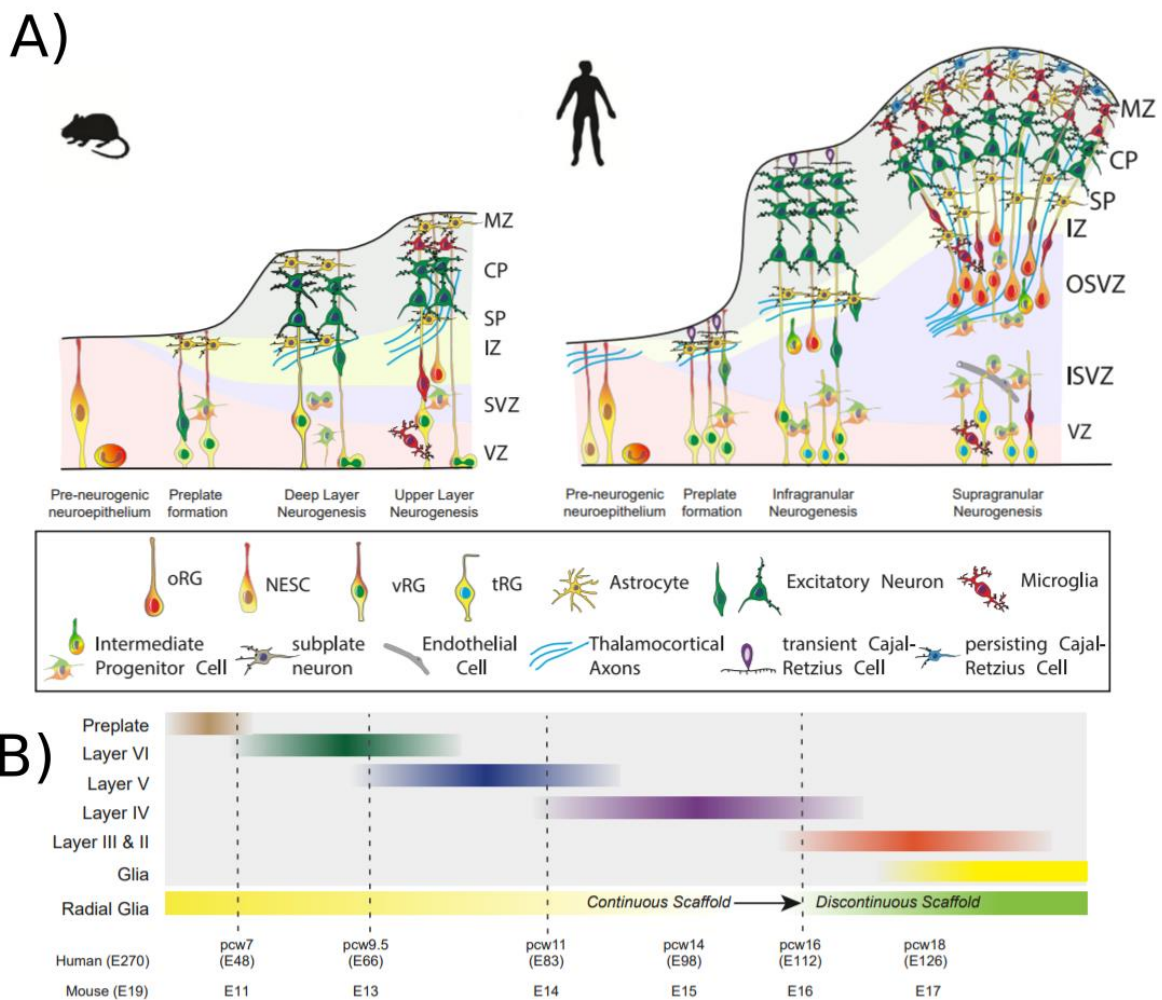 A)
MZ
CP
SP
IZ
SVZ
VZ
MZ
CP
SP
IZ
OSVZ
ISVZ
VZ
Pre-neurogenic
neuroepithelium
Preplate
formation
Deep Layer
Neurogenesis
Upper Layer
Neurogenesis
Pre-neurogenic
neuroepithelium
Preplate
formation
Infragranular
Neurogenesis
Supragranular
Neurogenesis
oRG
NESC
vRG
tRG
Astrocyte
Excitatory Neuron
Microglia
Intermediate
Progenitor Cell
subplate
neuron
Endothelial
Cell
Thalamocortical
Axons
transient Cajal-
Retzius Cell
persisting Cajal-
Retzius Cell
B)
Preplate
Layer VI
Layer V
Layer IV
Layer III & II
Glia
Radial Glia
Continuous Scaffold
Discontinuous Scaffold
Human (E270)
pcw7
(E48)
pcw9.5
(E66)
pcw11
(E83)
pcw14
(E98)
pcw16
(E112)
pcw18
(E126)
Mouse (E19)
E11
E13
E14
E15
E16
E17